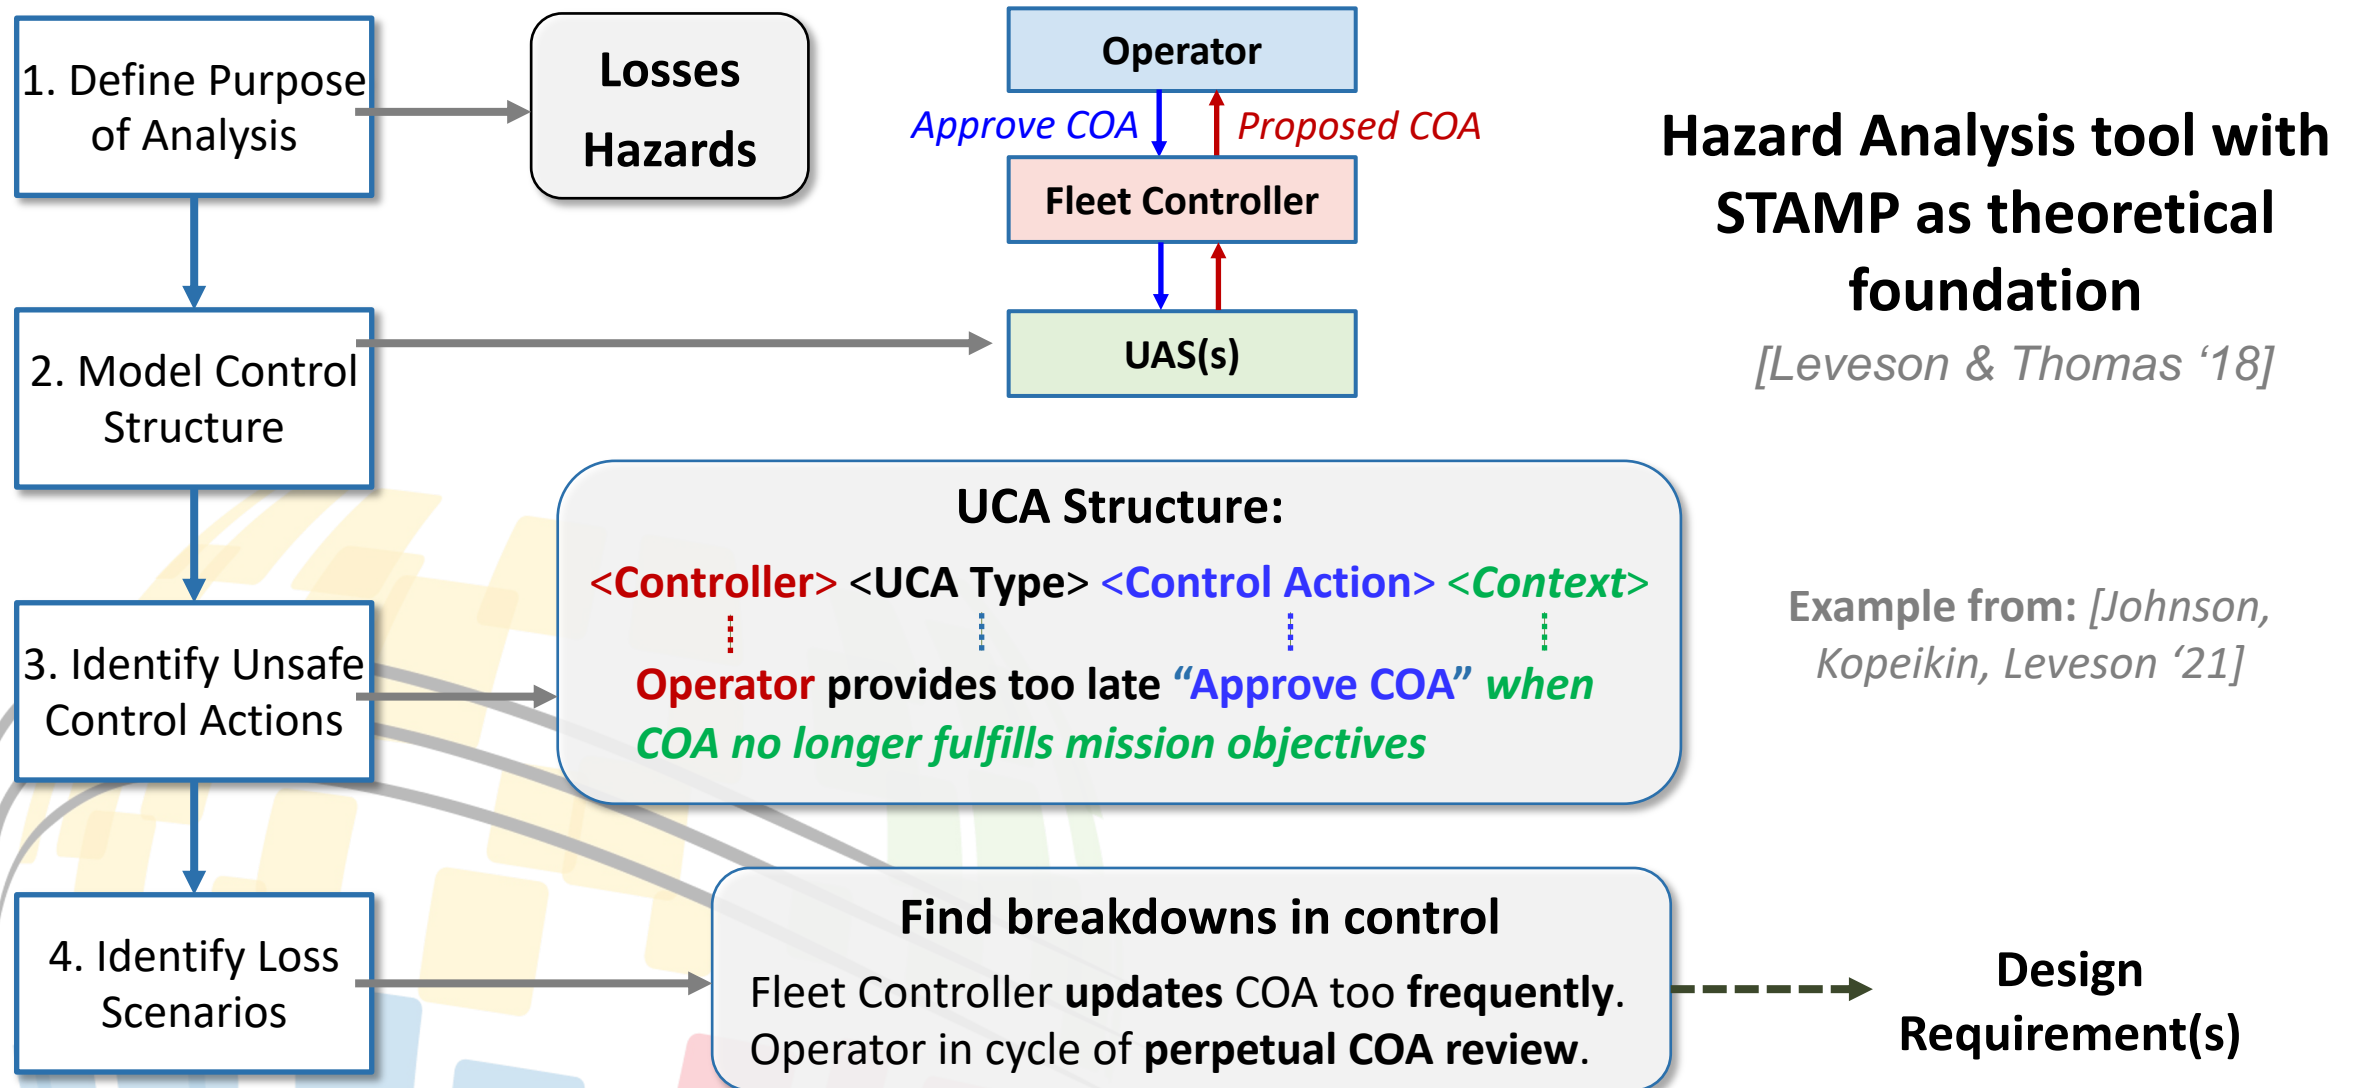 1. Define Purpose
of Analysis
Losses
Hazards
Operator
Approve COA
Proposed COA
Fleet Controller
UAS(s)
Hazard Analysis tool with
STAMP as theoretical
foundation
[Leveson & Thomas ‘18]
2. Model Control
Structure
UCA Structure:
<Controller> <UCA Type> <Control Action> <Context>
Operator provides too late “Approve COA” when
COA no longer fulfills mission objectives
Example from: [Johnson,
Kopeikin, Leveson ‘21]
3. Identify Unsafe
Control Actions
4. Identify Loss
Scenarios
Find breakdowns in control
Fleet Controller updates COA too frequently.
Operator in cycle of perpetual COA review.
Design
Requirement(s)